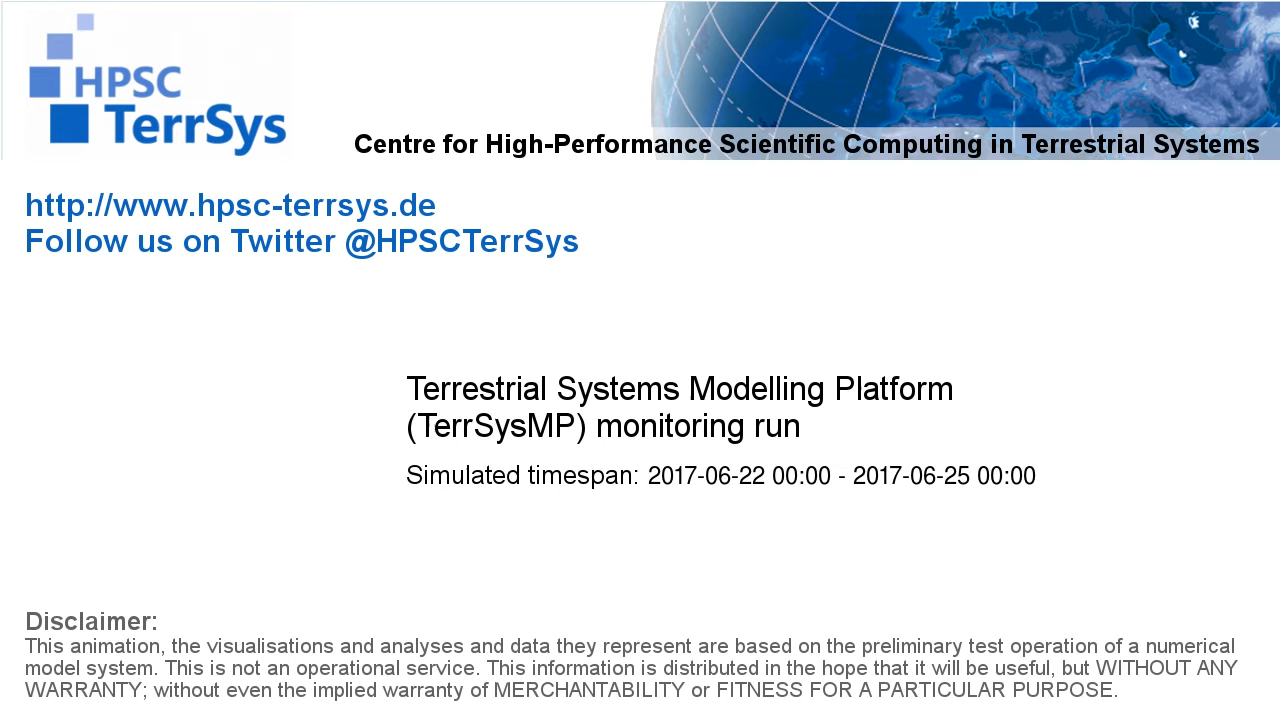 HPSC
TerrSys
Centre for High-Performance Scientific Computing in Terrestrial Systems
http://www.hpsc-terrsys.de
Follow us on Twitter @HPSCTerrSys
Terrestrial Systems Modelling Platform
(TerrSysMP) monitoring run
Simulated timespan: 2017-06-22 00:00 - 2017-06-25 00:00
Disclaimer:
This animation, the visualisations and analyses and data they represent are based on the preliminary test operation of a numerical
model system. This is not an operational service. This information is distributed in the hope that it will be useful, but WITHOUT ANY
WARRANTY; without even the implied warranty of MERCHANTABILITY or FITNESS FOR A PARTICULAR PURPOSE.